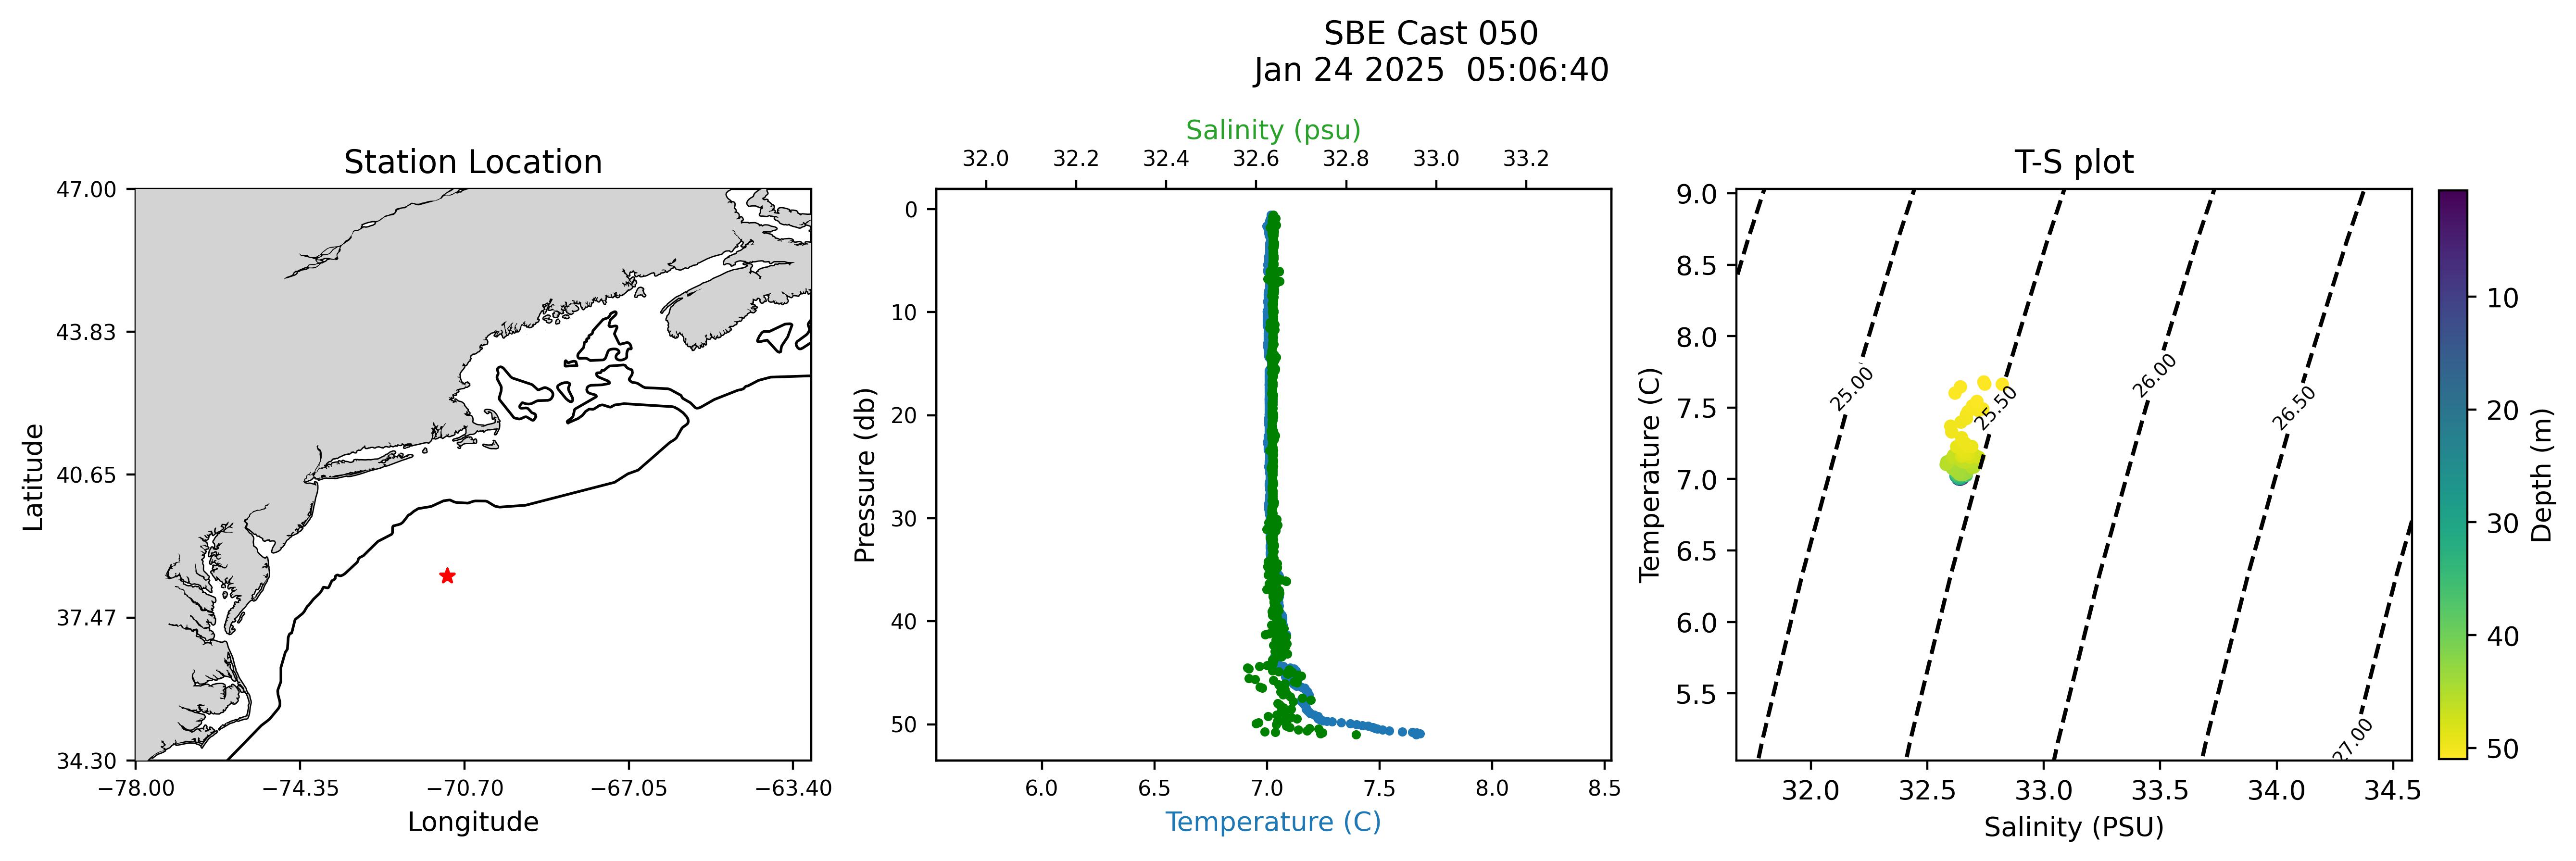 SBE Cast 050
Jan 24 2025  05:06:40
Station Location
47.00
43.83
40.65
37.47
34.30
Latitude
−78.00 −74.35 −70.70 −67.05 −63.40
Longitude
Salinity (psu)
32.0 32.2 32.4 32.6 32.8 33.0 33.2
0
10
20
30
40
50
Pressure (db)
6.0 6.5 7.0 7.5 8.0 8.5
Temperature (C)
T-S plot
9.0
8.5
8.0
7.5
7.0
6.5
6.0
5.5
Temperature (C)
25.00
25.50
26.00
26.50
27.00
32.0 32.5 33.0 33.5 34.0 34.5
Salinity (PSU)
10
20
30
40
50
Depth (m)